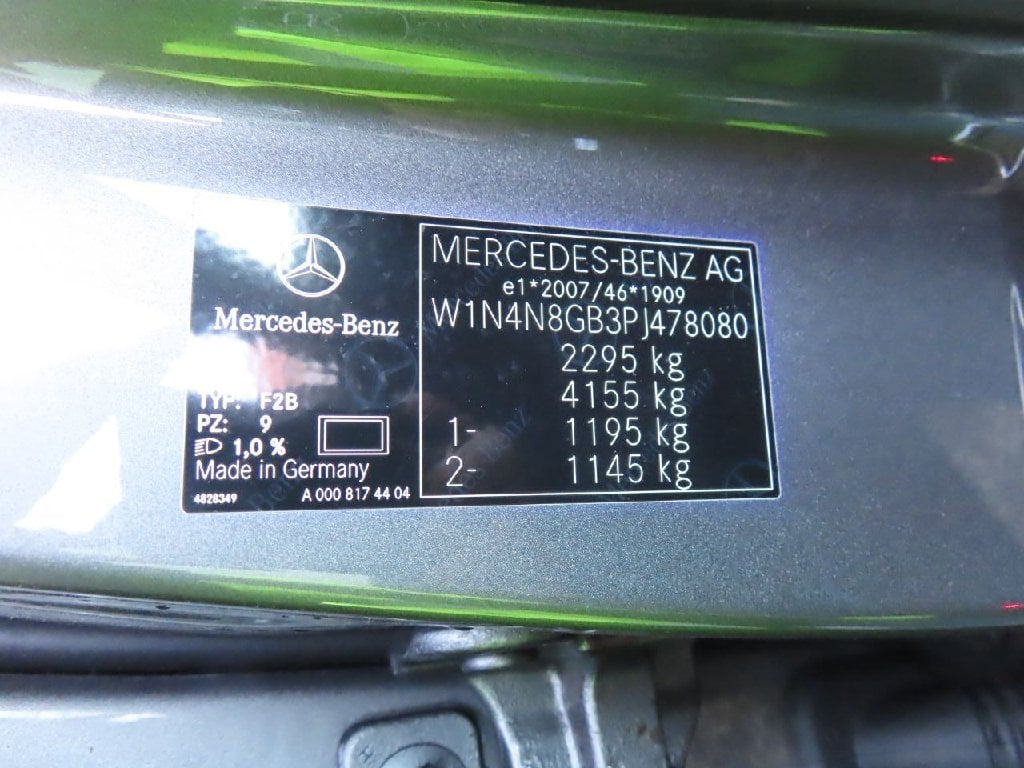 Mercedes-Benz
TYP: F2B
PZ: 9
1,0 %
Made in Germany
4828349 A 000 817 44 04
MERCEDES-BENZ AG
e1*2007/46*1909
W1N4N8GB3PJ478080
2295 kg
4155 kg
1- 1195 kg
2- 1145 kg